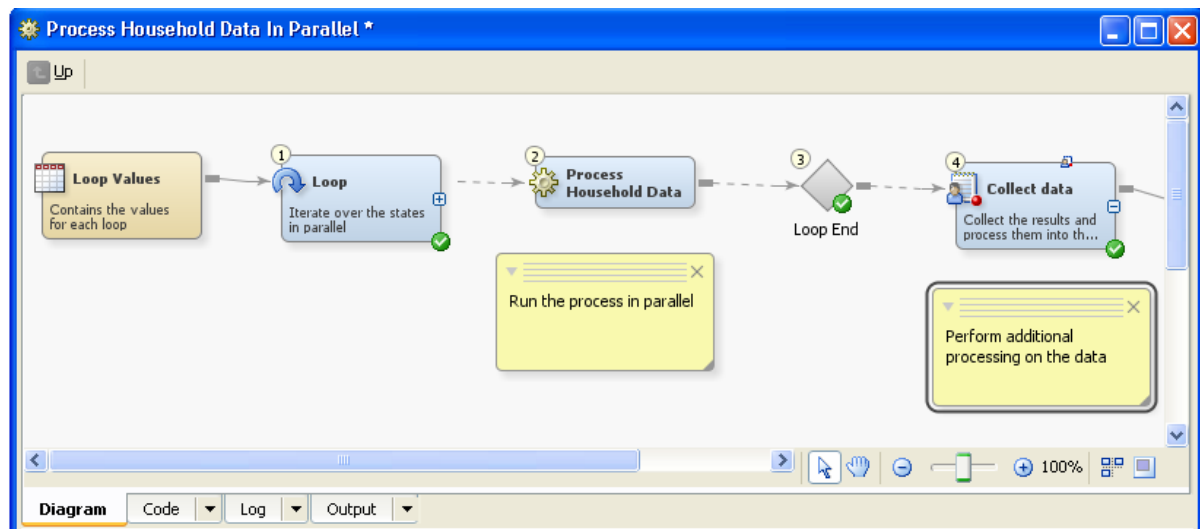 Process Household Data In Parallel *
Up
Loop Values
Contains the values
for each loop
1
Loop
Iterate over the states
in parallel
2
Process
Household Data
3
Loop End
4
Collect data
Collect the results and
process them into th...
Run the process in parallel
Perform additional
processing on the data
100%
Diagram
Code
Log
Output